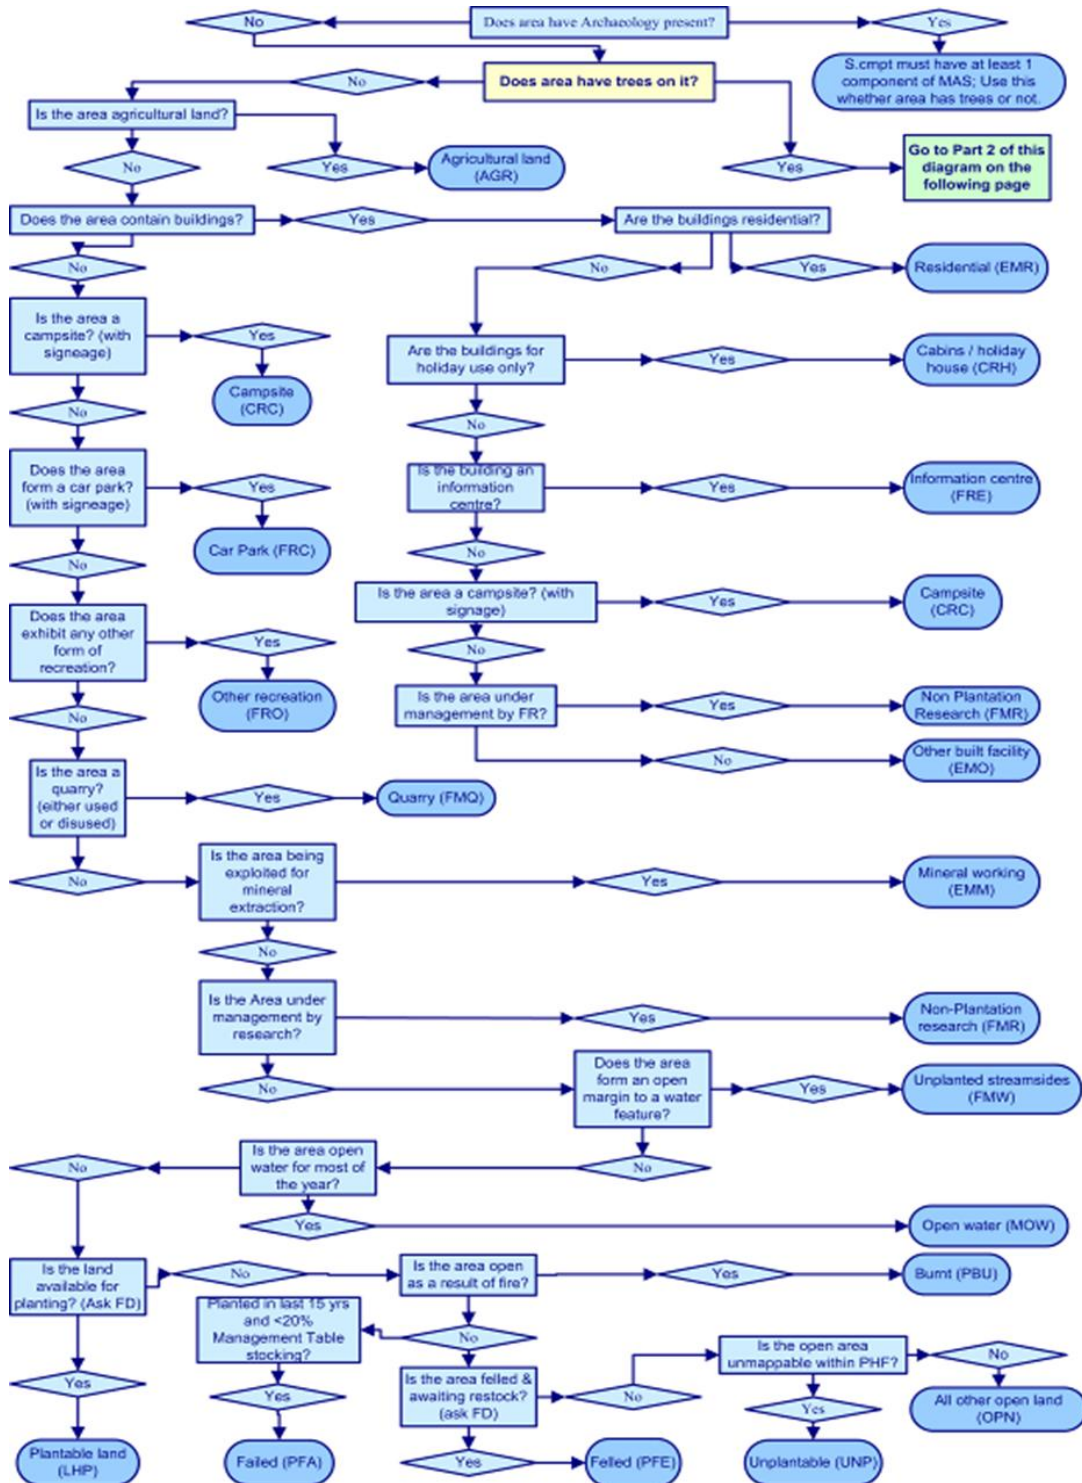 No
Does area have Archaeology present?
Yes
S.cmpt must have at least 1
component of MAS; Use this
whether area has trees or not.
No
Does area have trees on it?
Is the area agricultural land?
No
Yes
Agricultural land
(AGR)
Yes
Go to Part 2 of this
diagram on the
following page
Does the area contain buildings?
Yes
Are the buildings residential?
No
No
Yes
Residential (EMR)
Is the area a
campsite? (with
signeage)
Yes
Campsite
(CRC)
Are the buildings for
holiday use only?
Yes
Cabins / holiday
house (CRH)
No
No
Does the area
form a car park?
(with signeage)
Yes
Car Park (FRC)
Is the building an
information
centre?
Yes
Information centre
(FRE)
No
No
Is the area a campsite? (with
signage)
Yes
Campsite
(CRC)
Does the area
exhibit any other
form of
recreation?
Yes
Other recreation
(FRO)
No
Is the area under
management by FR?
Yes
Non Plantation
Research (FMR)
No
No
Other built facility
(EMO)
Is the area a
quarry?
(either used
or disused)
Yes
Quarry (FMQ)
No
Is the area being
exploited for
mineral
extraction?
Yes
Mineral working
(EMM)
No
Is the Area under
management by
research?
Yes
Non-Plantation
research (FMR)
No
Does the area
form an open
margin to a water
feature?
Yes
Unplanted streamsides
(FMW)
No
Is the area open
water for most of
the year?
No
Yes
Open water (MOW)
Is the land
available for
planting? (Ask FD)
No
Is the area open
as a result of fire?
Yes
Burnt (PBU)
Planted in last 15 yrs
and <20%
Management Table
stocking?
No
Is the open area
unmappable within PHF?
No
Yes
Yes
Is the area felled &
awaiting restock?
(ask FD)
No
Yes
All other open land
(OPN)
Plantable land
(LHP)
Failed (PFA)
Yes
Felled (PFE)
Unplantable (UNP)